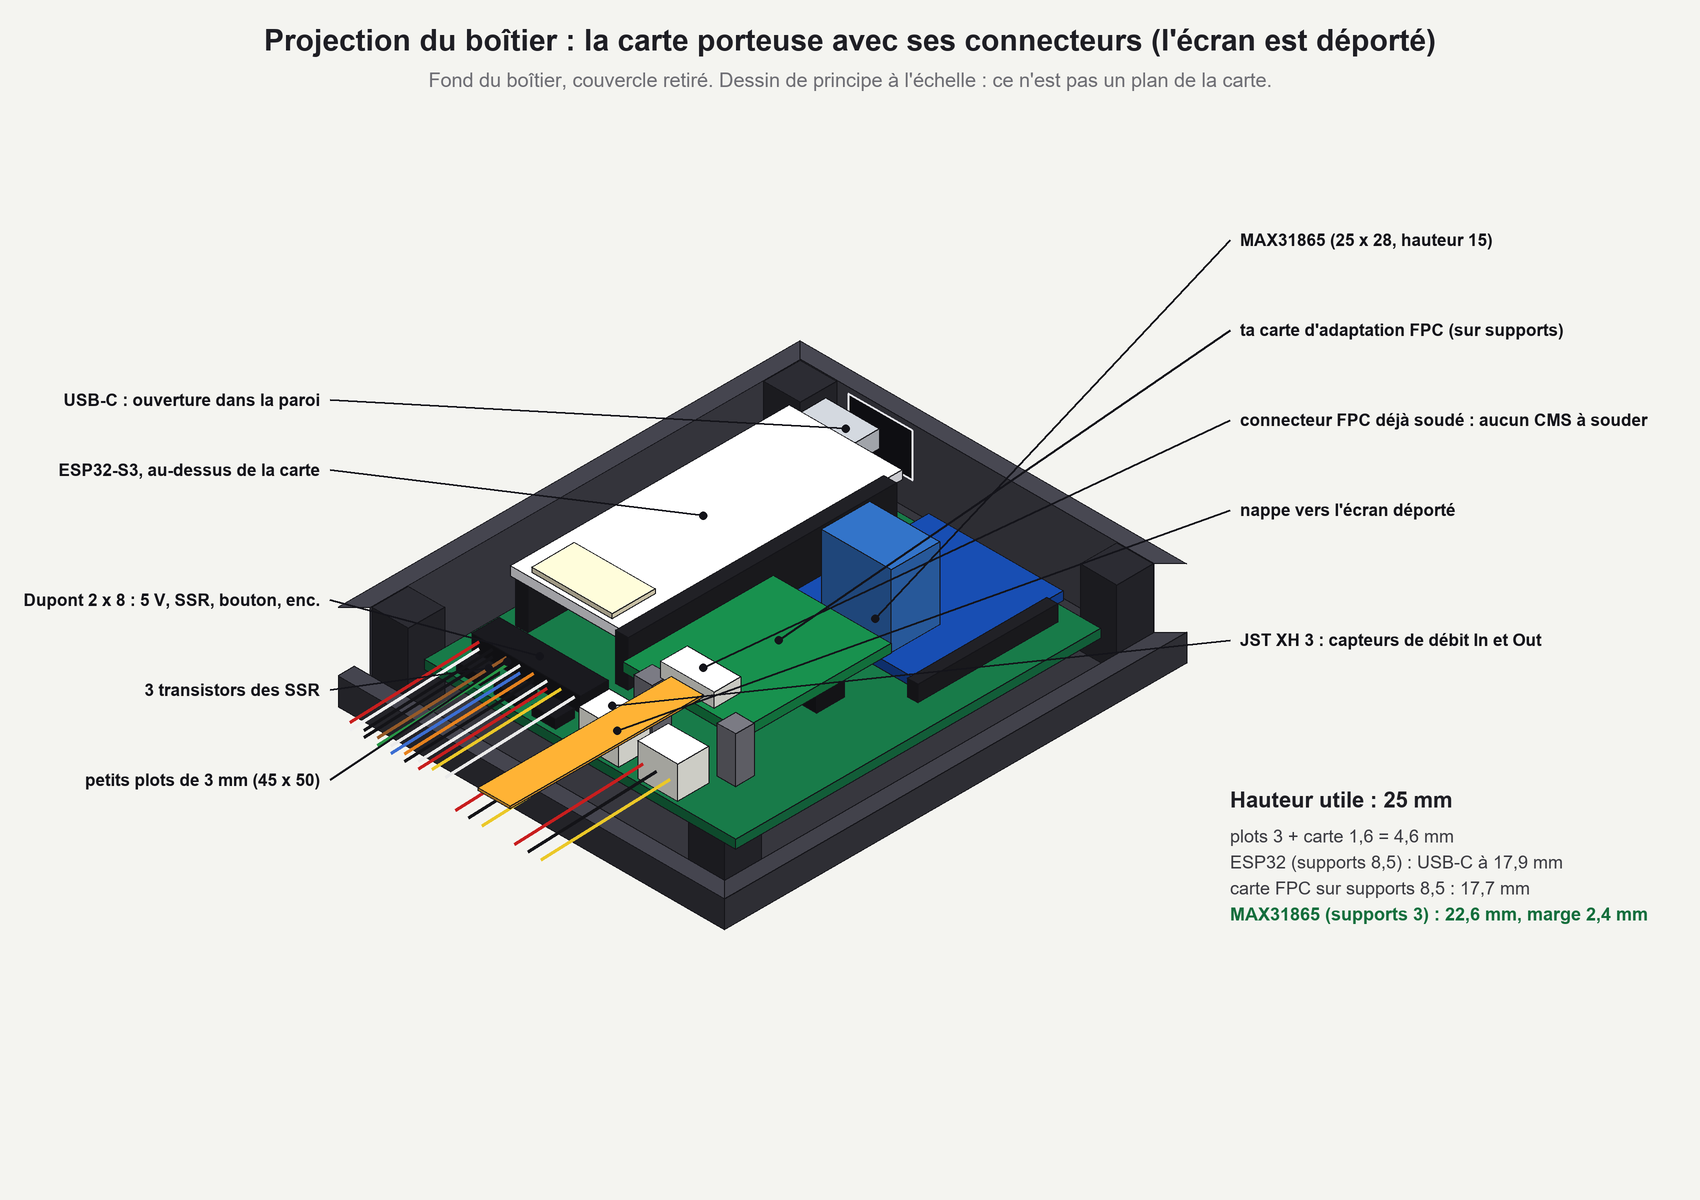 Projection du boîtier : la carte porteuse avec ses connecteurs (l'écran est déporté)
Fond du boîtier, couvercle retiré. Dessin de principe à l'échelle : ce n'est pas un plan de la carte.
MAX31865 (25 x 28, hauteur 15)
ta carte d'adaptation FPC (sur supports)
USB-C : ouverture dans la paroi
connecteur FPC déjà soudé : aucun CMS à souder
ESP32-S3, au-dessus de la carte
nappe vers l'écran déporté
Dupont 2 x 8 : 5 V, SSR, bouton, enc.
JST XH 3 : capteurs de débit In et Out
3 transistors des SSR
petits plots de 3 mm (45 x 50)
Hauteur utile : 25 mm
plots 3 + carte 1,6 = 4,6 mm
ESP32 (supports 8,5) : USB-C à 17,9 mm
carte FPC sur supports 8,5 : 17,7 mm
MAX31865 (supports 3) : 22,6 mm, marge 2,4 mm